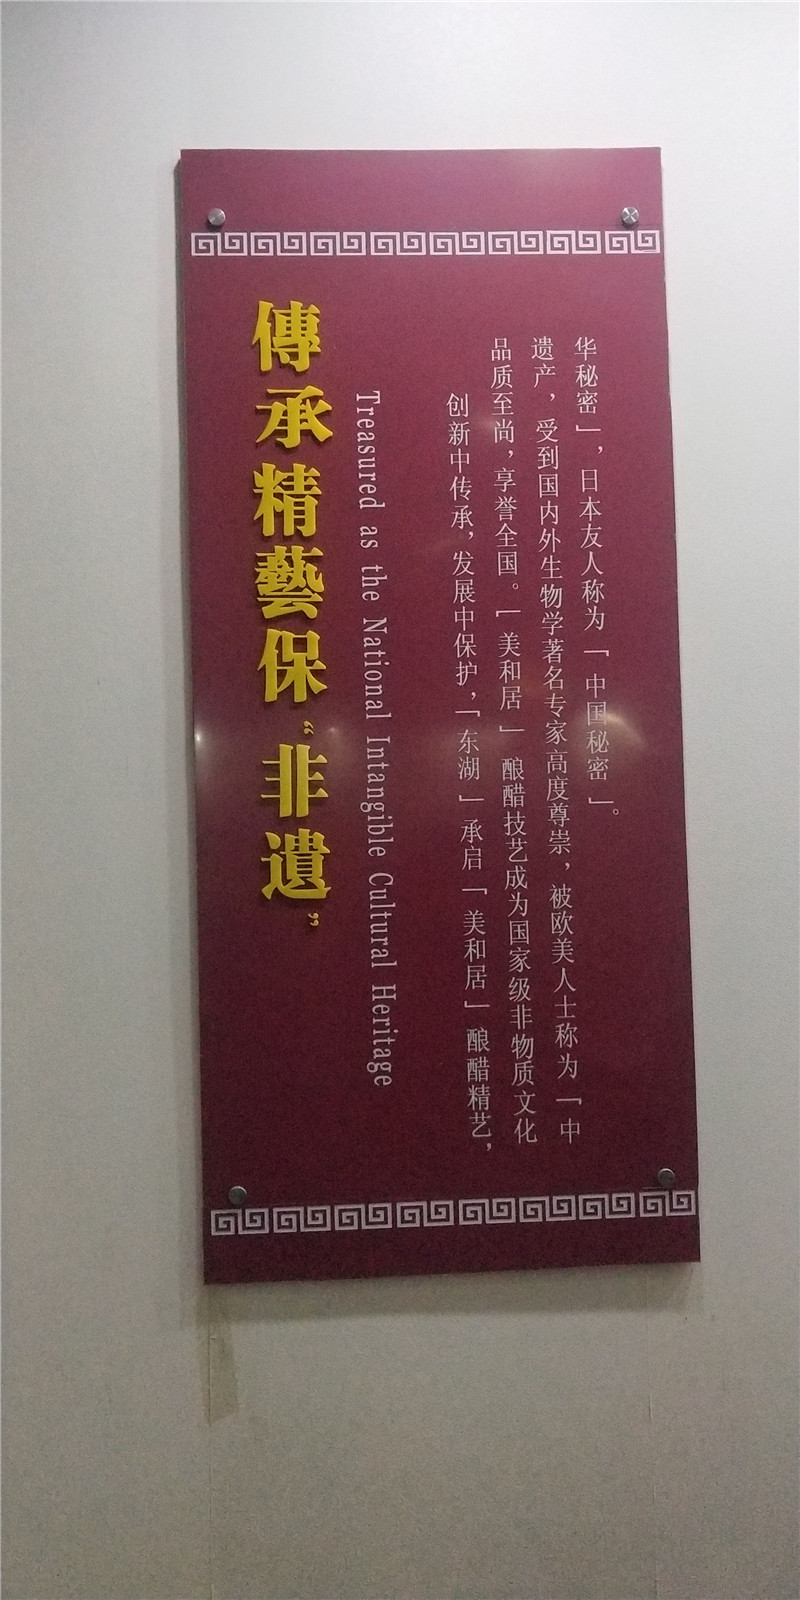 傳承精藝保“非遺”
Treasured as the National Intangible Cultural Heritage
创新中传承，发展中保护，「东湖」承启「美和居」酿醋精艺，
品质至尚，享誉全国。「美和居」酿醋技艺成为国家级非物质文化
遗产，受到国内外生物学著名专家高度尊崇，被欧美人士称为「中
华秘密」，日本友人称为「中国秘密」。